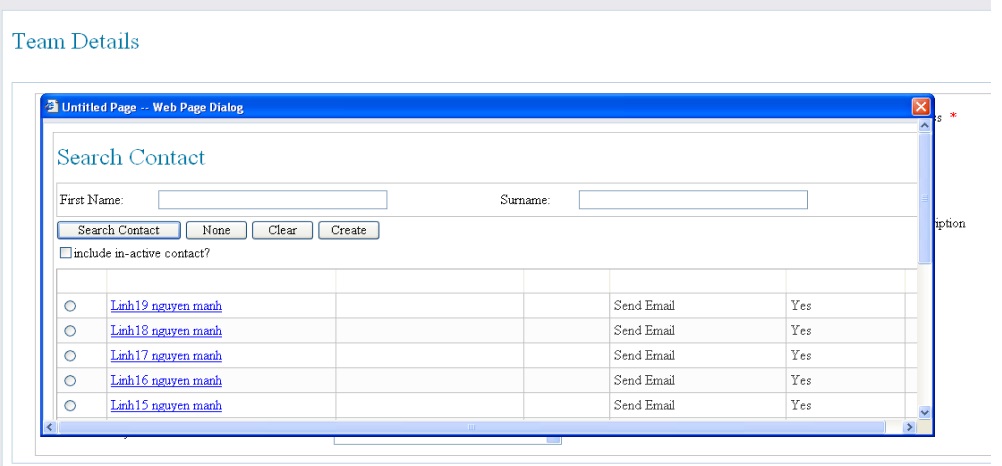 Team Details
Untitled Page -- Web Page Dialog
s *
Search Contact
First Name: Surname:
Search Contact None Clear Create
iption
include in-active contact?
Linh19 nguyen manh Send Email Yes
Linh18 nguyen manh Send Email Yes
Linh17 nguyen manh Send Email Yes
Linh16 nguyen manh Send Email Yes
Linh15 nguyen manh Send Email Yes